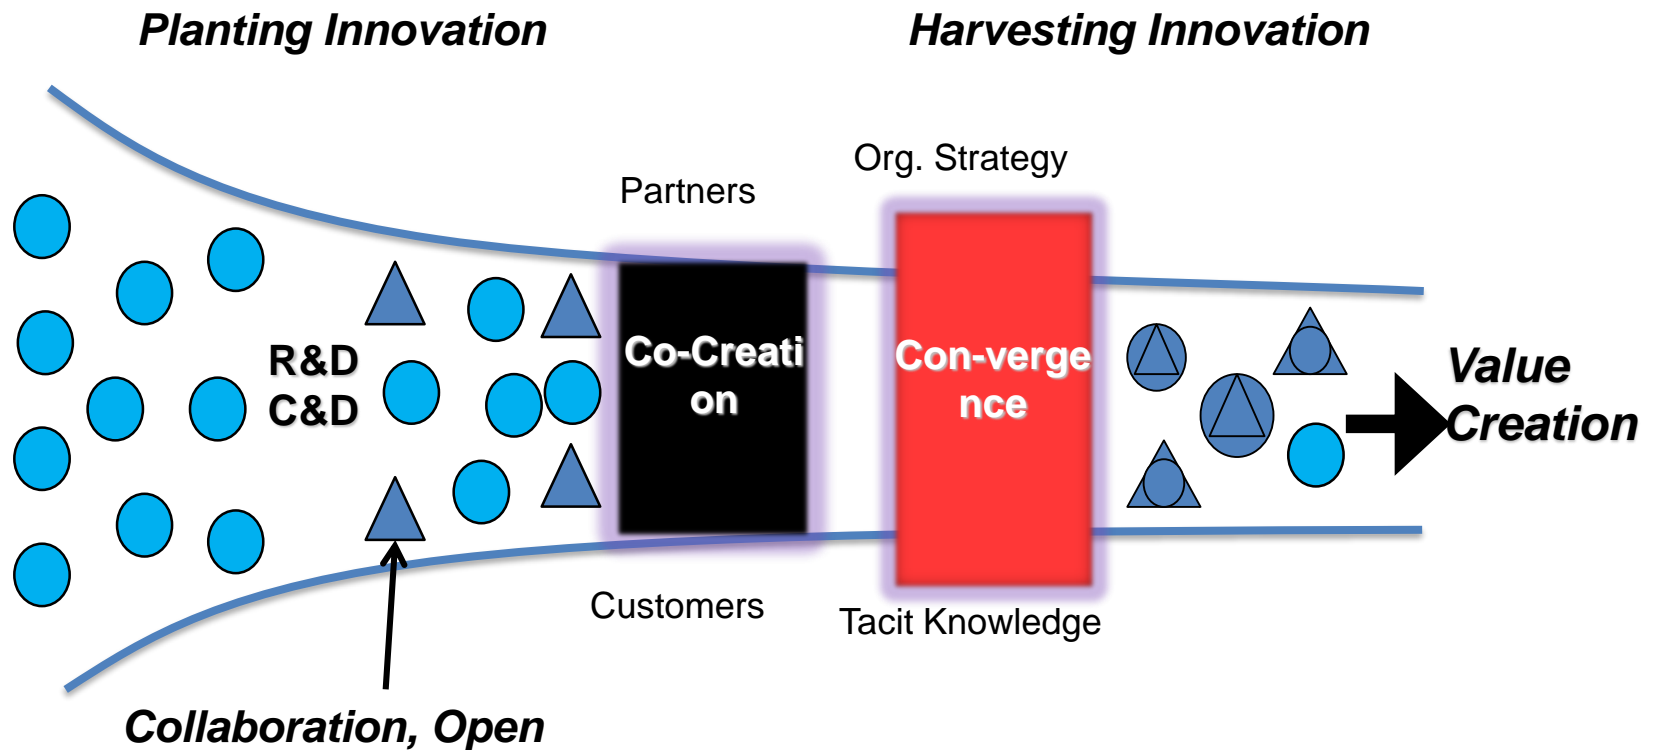 Planting Innovation
Harvesting Innovation
Org. Strategy
Partners
R&D
C&D
Co-Creati
on
Con-verge
nce
Value
Creation
Customers
Tacit Knowledge
Collaboration, Open